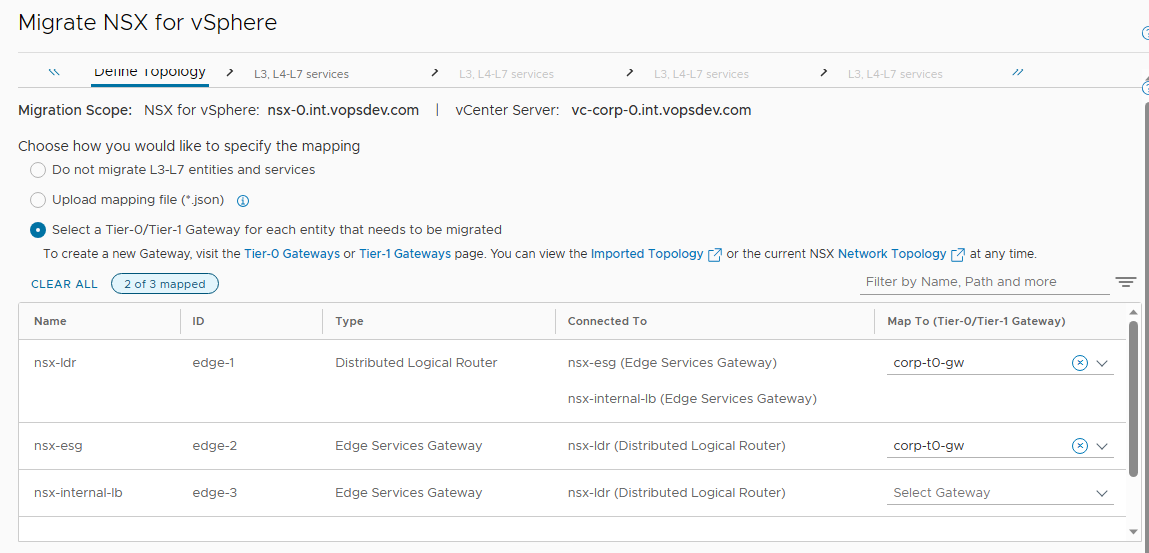 Migrate NSX for vSphere
Define Topology L3, L4-L7 services L3, L4-L7 services L3, L4-L7 services L3, L4-L7 services
Migration Scope: NSX for vSphere: nsx-0.int.vopsdev.com | vCenter Server: vc-corp-0.int.vopsdev.com
Choose how you would like to specify the mapping
Do not migrate L3-L7 entities and services
Upload mapping file (*.json)
Select a Tier-0/Tier-1 Gateway for each entity that needs to be migrated
To create a new Gateway, visit the Tier-0 Gateways or Tier-1 Gateways page. You can view the Imported Topology or the current NSX Network Topology at any time.
CLEAR ALL 2 of 3 mapped Filter by Name, Path and more
Name ID Type Connected To Map To (Tier-0/Tier-1 Gateway)
nsx-ldr edge-1 Distributed Logical Router nsx-esg (Edge Services Gateway) corp-t0-gw
nsx-internal-lb (Edge Services Gateway)
nsx-esg edge-2 Edge Services Gateway nsx-ldr (Distributed Logical Router) corp-t0-gw
nsx-internal-lb edge-3 Edge Services Gateway nsx-ldr (Distributed Logical Router) Select Gateway